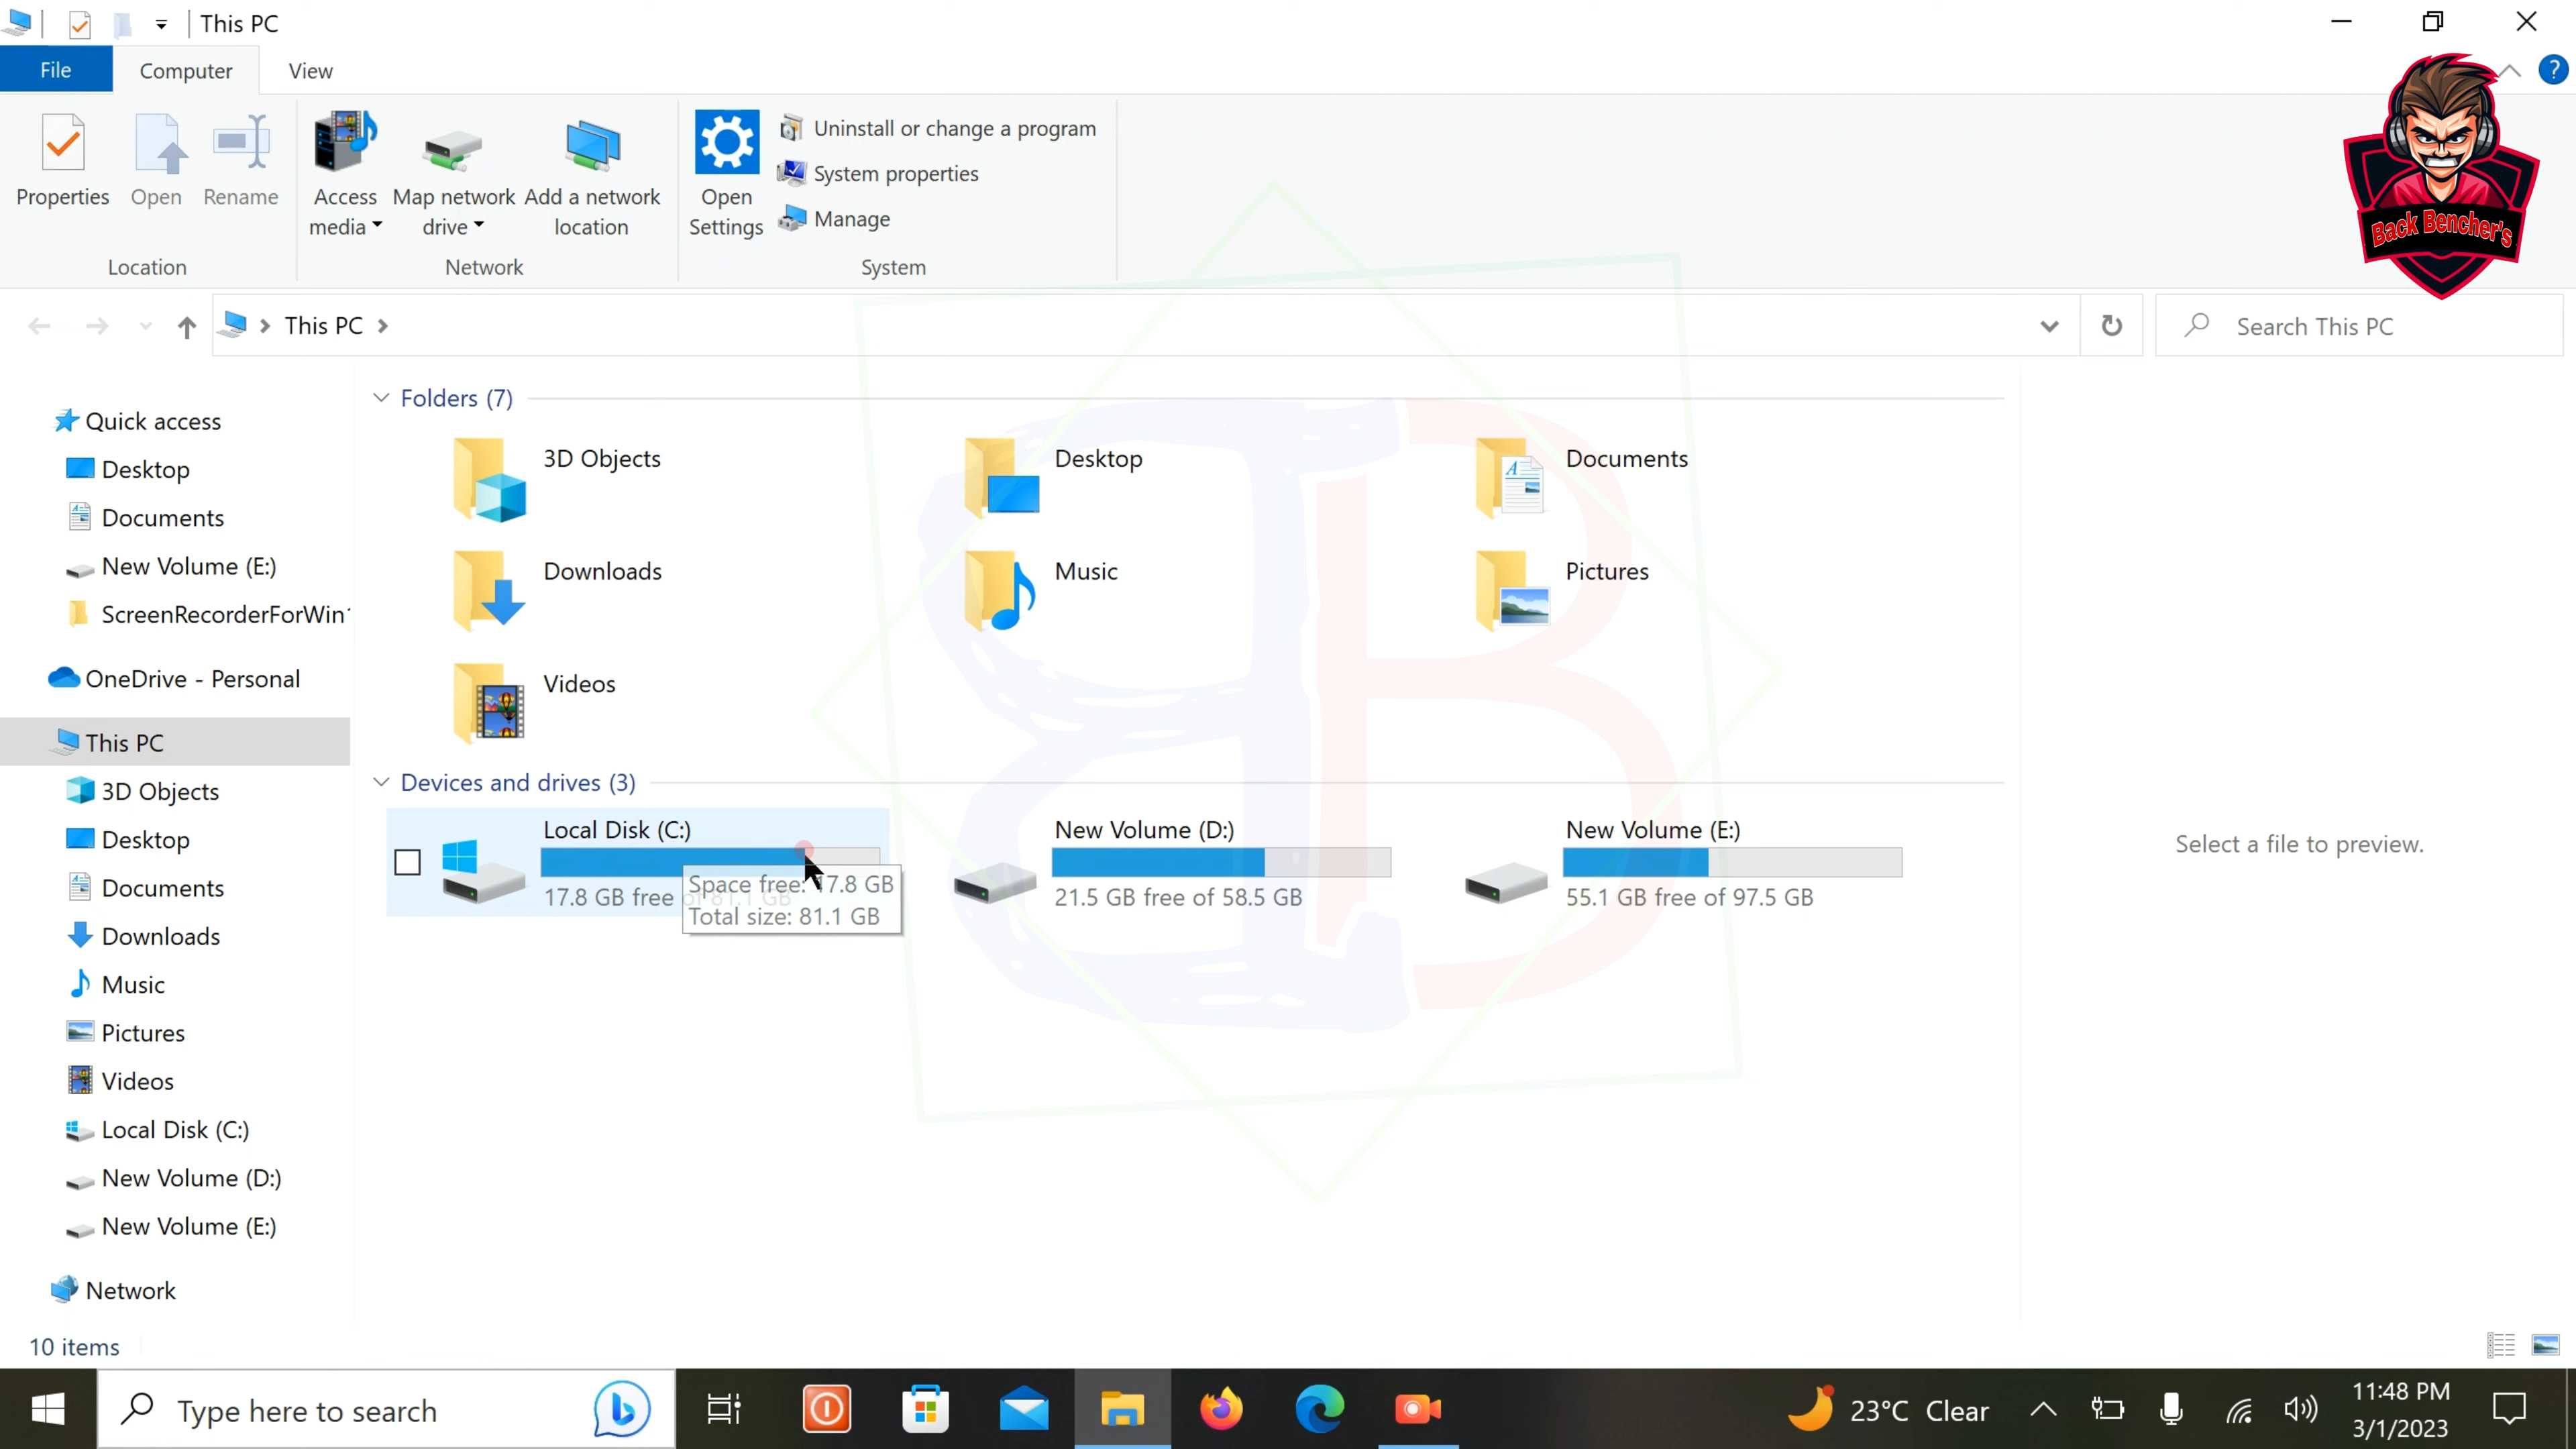 This PC
File
Computer
View
?
Properties
Open
Rename
Access
media
Map network
drive
Add a network
location
Open
Settings
Uninstall or change a program
System properties
Manage
Location
Network
System
Back Bencher's
This PC
Search This PC
Quick access
Desktop
Documents
New Volume (E:)
ScreenRecorderForWin1
OneDrive - Personal
This PC
3D Objects
Desktop
Documents
Downloads
Music
Pictures
Videos
Local Disk (C:)
New Volume (D:)
New Volume (E:)
Network
Folders (7)
3D Objects
Desktop
Documents
Downloads
Music
Pictures
Videos
Devices and drives (3)
Local Disk (C:)
17.8 GB free of 81.1 GB
Space free: 17.8 GB
Total size: 81.1 GB
New Volume (D:)
21.5 GB free of 58.5 GB
New Volume (E:)
55.1 GB free of 97.5 GB
Select a file to preview.
10 items
Type here to search
23°C Clear
11:48 PM
3/1/2023